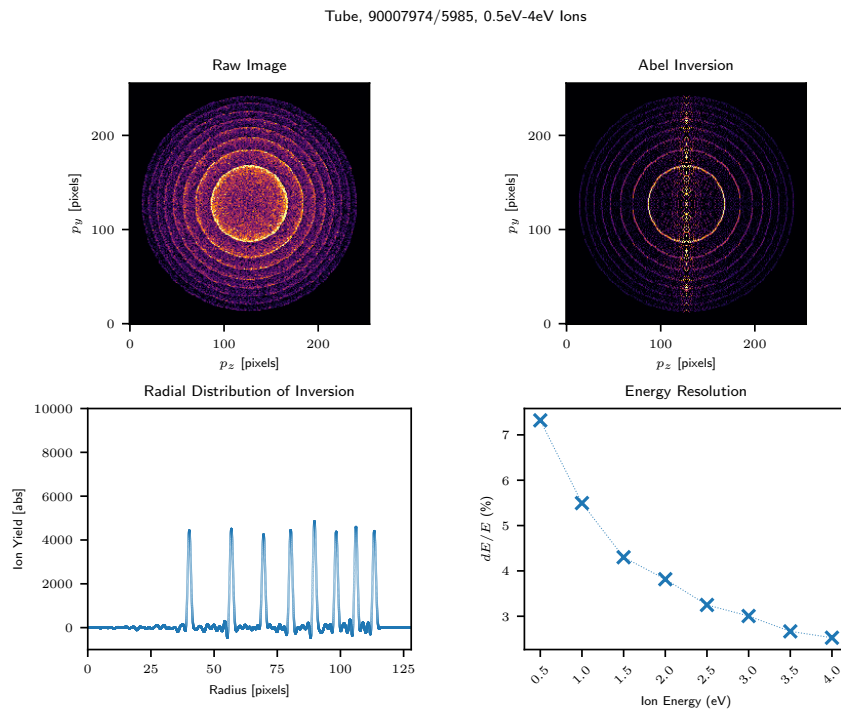 Tube, 90007974/5985, 0.5eV-4eV Ions
Raw Image
Abel Inversion
200
100
0
p_y [pixels]
0
100
200
p_z [pixels]
200
100
0
p_y [pixels]
0
100
200
p_z [pixels]
Radial Distribution of Inversion
Energy Resolution
10000
8000
6000
4000
2000
0
Ion Yield [abs]
0
25
50
75
100
125
Radius [pixels]
7
6
5
4
3
dE/E (%)
0.5
1.0
1.5
2.0
2.5
3.0
3.5
4.0
Ion Energy (eV)